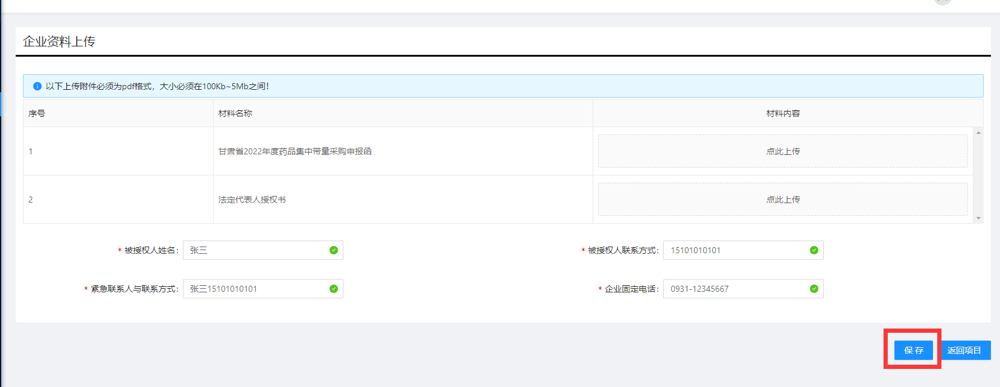 企业资料上传
以下上传附件必须为pdf格式，大小必须在100Kb~5Mb之间！
序号 材料名称 材料内容
1 甘肃省2022年度药品集中带量采购申报函 点此上传
2 法定代表人授权书 点此上传
* 被授权人姓名： 张三 * 被授权人联系方式： 15101010101
* 紧急联系人与联系方式： 张三15101010101 * 企业固定电话： 0931-12345667
保存 返回项目